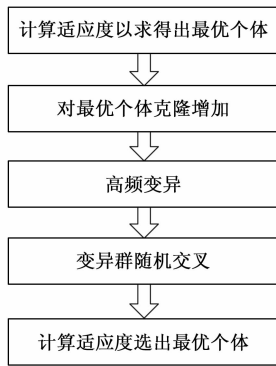 计算适应度以求得出最优个体
对最优个体克隆增加
高频变异
变异群随机交叉
计算适应度选出最优个体